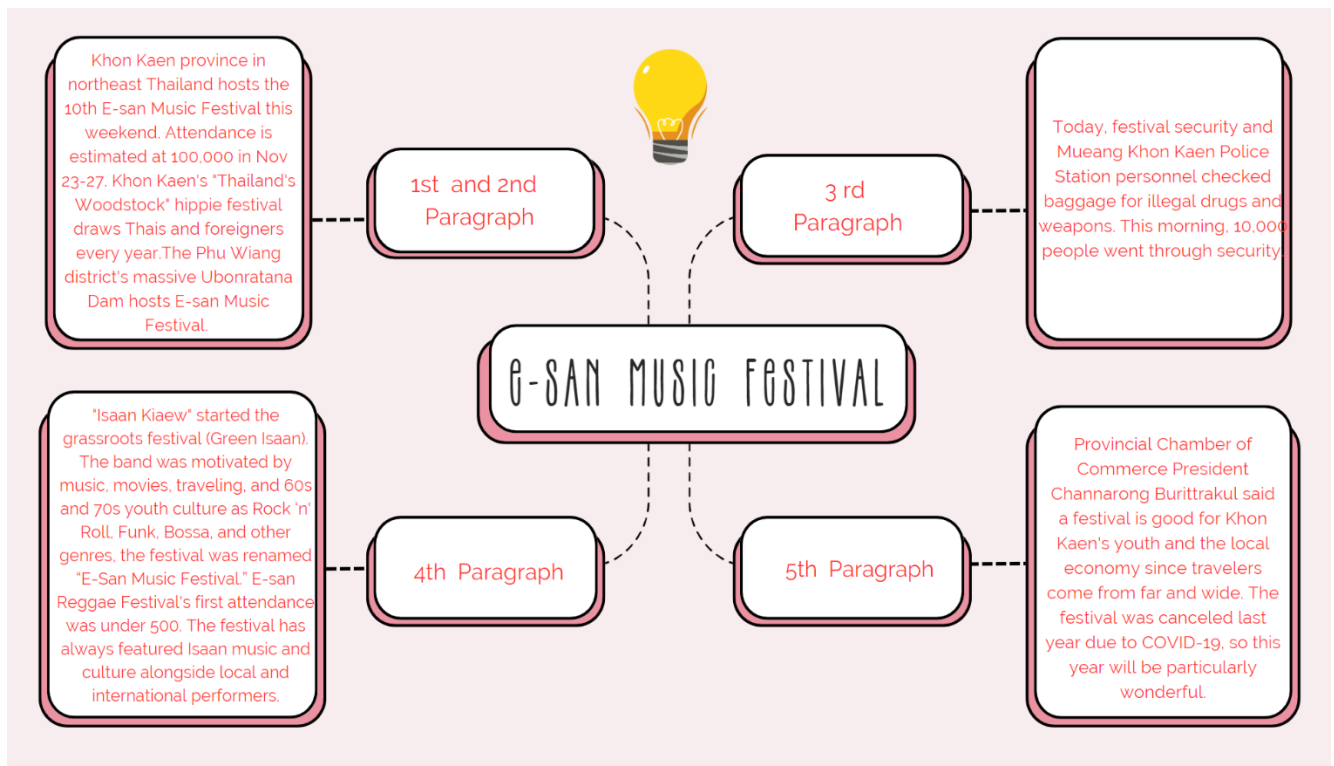 Khon Kaen province in
northeast Thailand hosts the
10th E-san Music Festival this
weekend. Attendance is
estimated at 100,000 in Nov
23-27. Khon Kaen's "Thailand's
Woodstock" hippie festival
draws Thais and foreigners
every year.The Phu Wiang
district's massive Ubonratana
Dam hosts E-san Music
Festival.
1st and 2nd
Paragraph
3 rd
Paragraph
Today, festival security and
Mueang Khon Kaen Police
Station personnel checked
baggage for illegal drugs and
weapons. This morning, 10,000
people went through security.
E-SAN MUSIC FESTIVAL
"Isaan Kiaew" started the
grassroots festival (Green Isaan).
The band was motivated by
music, movies, traveling, and 60s
and 70s youth culture as Rock 'n'
Roll, Funk, Bossa, and other
genres, the festival was renamed
"E-San Music Festival." E-san
Reggae Festival's first attendance
was under 500. The festival has
always featured Isaan music and
culture alongside local and
international performers.
4th Paragraph
5th Paragraph
Provincial Chamber of
Commerce President
Channarong Burittrakul said
a festival is good for Khon
Kaen's youth and the local
economy since travelers
come from far and wide. The
festival was canceled last
year due to COVID-19, so this
year will be particularly
wonderful.